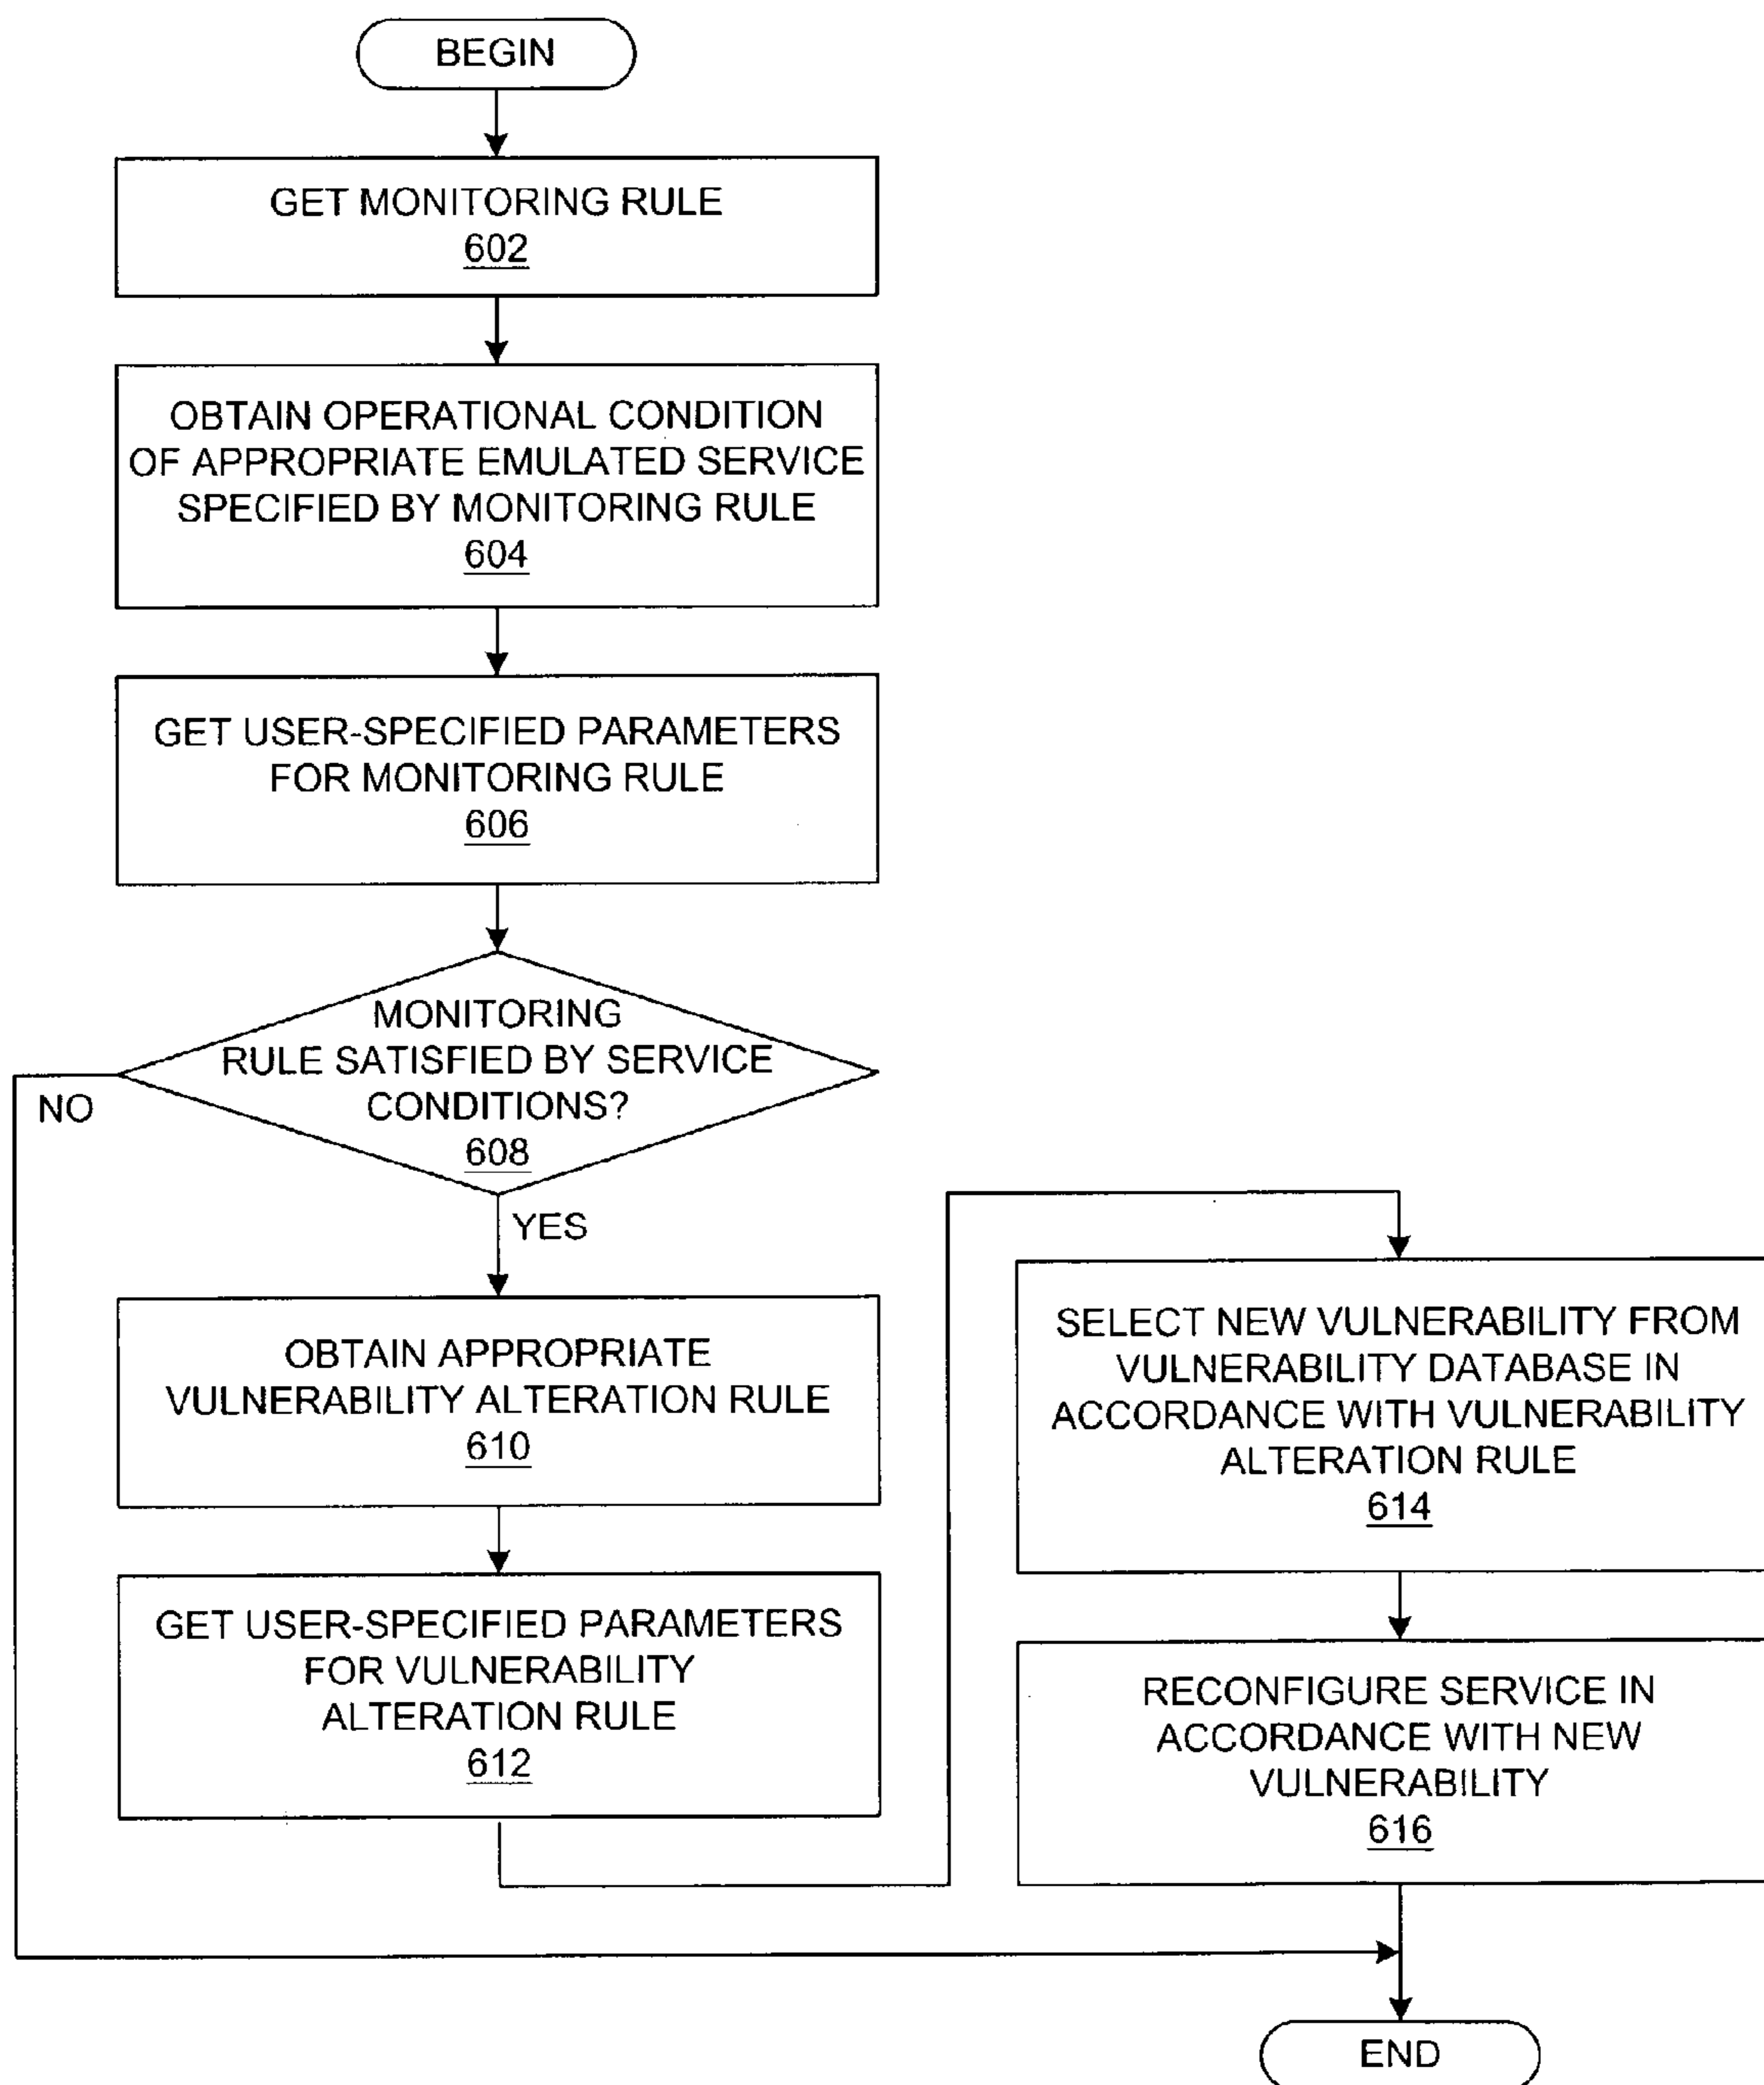 BEGIN
GET MONITORING RULE
602
OBTAIN OPERATIONAL CONDITION
OF APPROPRIATE EMULATED SERVICE
SPECIFIED BY MONITORING RULE
604
GET USER-SPECIFIED PARAMETERS
FOR MONITORING RULE
606
MONITORING
RULE SATISFIED BY SERVICE
CONDITIONS?
608
NO
YES
OBTAIN APPROPRIATE
VULNERABILITY ALTERATION RULE
610
GET USER-SPECIFIED PARAMETERS
FOR VULNERABILITY
ALTERATION RULE
612
SELECT NEW VULNERABILITY FROM
VULNERABILITY DATABASE IN
ACCORDANCE WITH VULNERABILITY
ALTERATION RULE
614
RECONFIGURE SERVICE IN
ACCORDANCE WITH NEW
VULNERABILITY
616
END